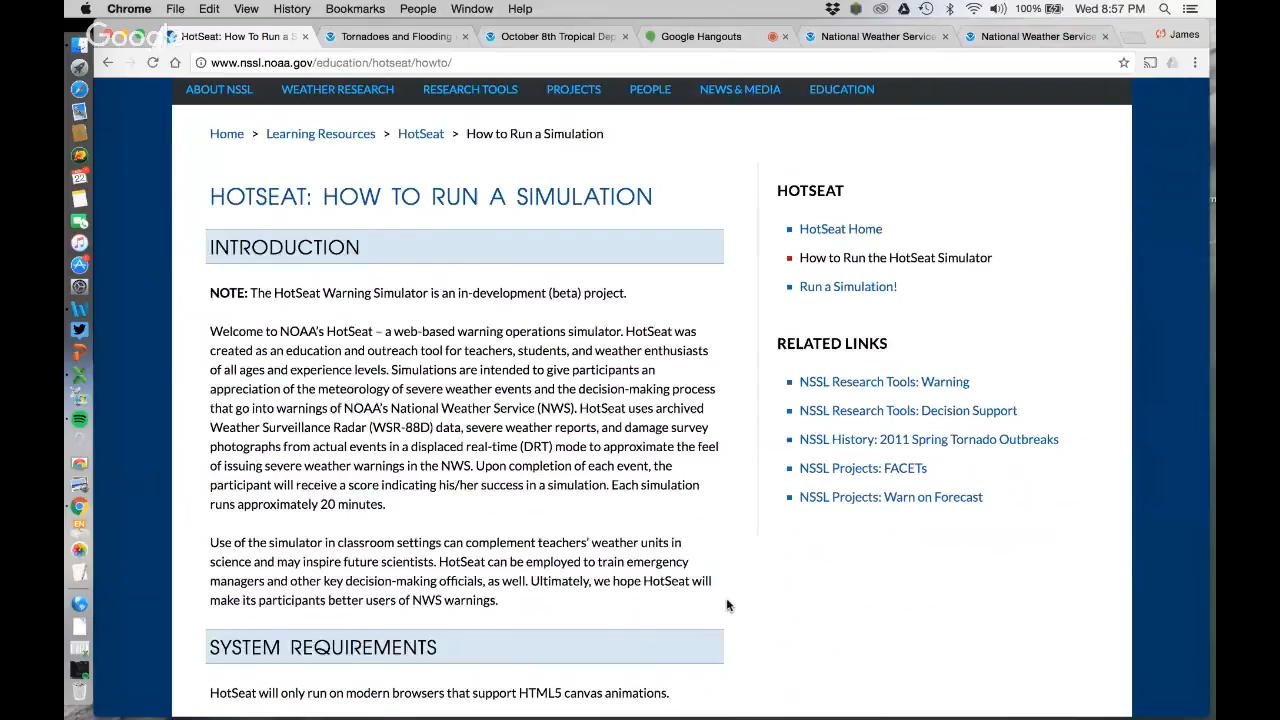 Chrome File Edit View History Bookmarks People Window Help 100% Wed 8:57 PM
Google
HotSeat: How To Run a S Tornadoes and Flooding October 8th Tropical Dep Google Hangouts National Weather Service National Weather Service James
www.nssl.noaa.gov/education/hotseat/howto/
ABOUT NSSL WEATHER RESEARCH RESEARCH TOOLS PROJECTS PEOPLE NEWS & MEDIA EDUCATION
Home > Learning Resources > HotSeat > How to Run a Simulation
HOTSEAT: HOW TO RUN A SIMULATION
INTRODUCTION
NOTE: The HotSeat Warning Simulator is an in-development (beta) project.
Welcome to NOAA's HotSeat – a web-based warning operations simulator. HotSeat was
created as an education and outreach tool for teachers, students, and weather enthusiasts
of all ages and experience levels. Simulations are intended to give participants an
appreciation of the meteorology of severe weather events and the decision-making process
that go into warnings of NOAA's National Weather Service (NWS). HotSeat uses archived
Weather Surveillance Radar (WSR-88D) data, severe weather reports, and damage survey
photographs from actual events in a displaced real-time (DRT) mode to approximate the feel
of issuing severe weather warnings in the NWS. Upon completion of each event, the
participant will receive a score indicating his/her success in a simulation. Each simulation
runs approximately 20 minutes.
Use of the simulator in classroom settings can complement teachers' weather units in
science and may inspire future scientists. HotSeat can be employed to train emergency
managers and other key decision-making officials, as well. Ultimately, we hope HotSeat will
make its participants better users of NWS warnings.
SYSTEM REQUIREMENTS
HotSeat will only run on modern browsers that support HTML5 canvas animations.
HOTSEAT
HotSeat Home
How to Run the HotSeat Simulator
Run a Simulation!
RELATED LINKS
NSSL Research Tools: Warning
NSSL Research Tools: Decision Support
NSSL History: 2011 Spring Tornado Outbreaks
NSSL Projects: FACETs
NSSL Projects: Warn on Forecast
22
EN